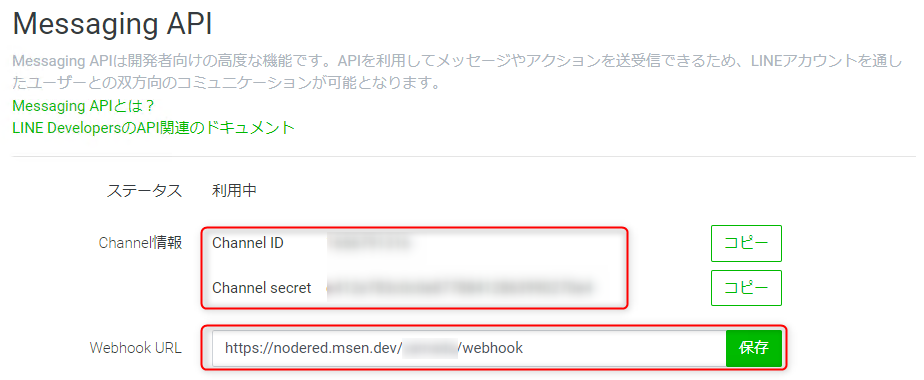 Messaging API
Messaging APIは開発者向けの高度な機能です。APIを利用してメッセージやアクションを送受信できるため、LINEアカウントを通し
たユーザーとの双方向のコミュニケーションが可能となります。
Messaging APIとは？
LINE DevelopersのAPI関連のドキュメント
ステータス 利用中
Channel情報 Channel ID コピー
Channel secret コピー
Webhook URL https://nodered.msen.dev/ /webhook 保存